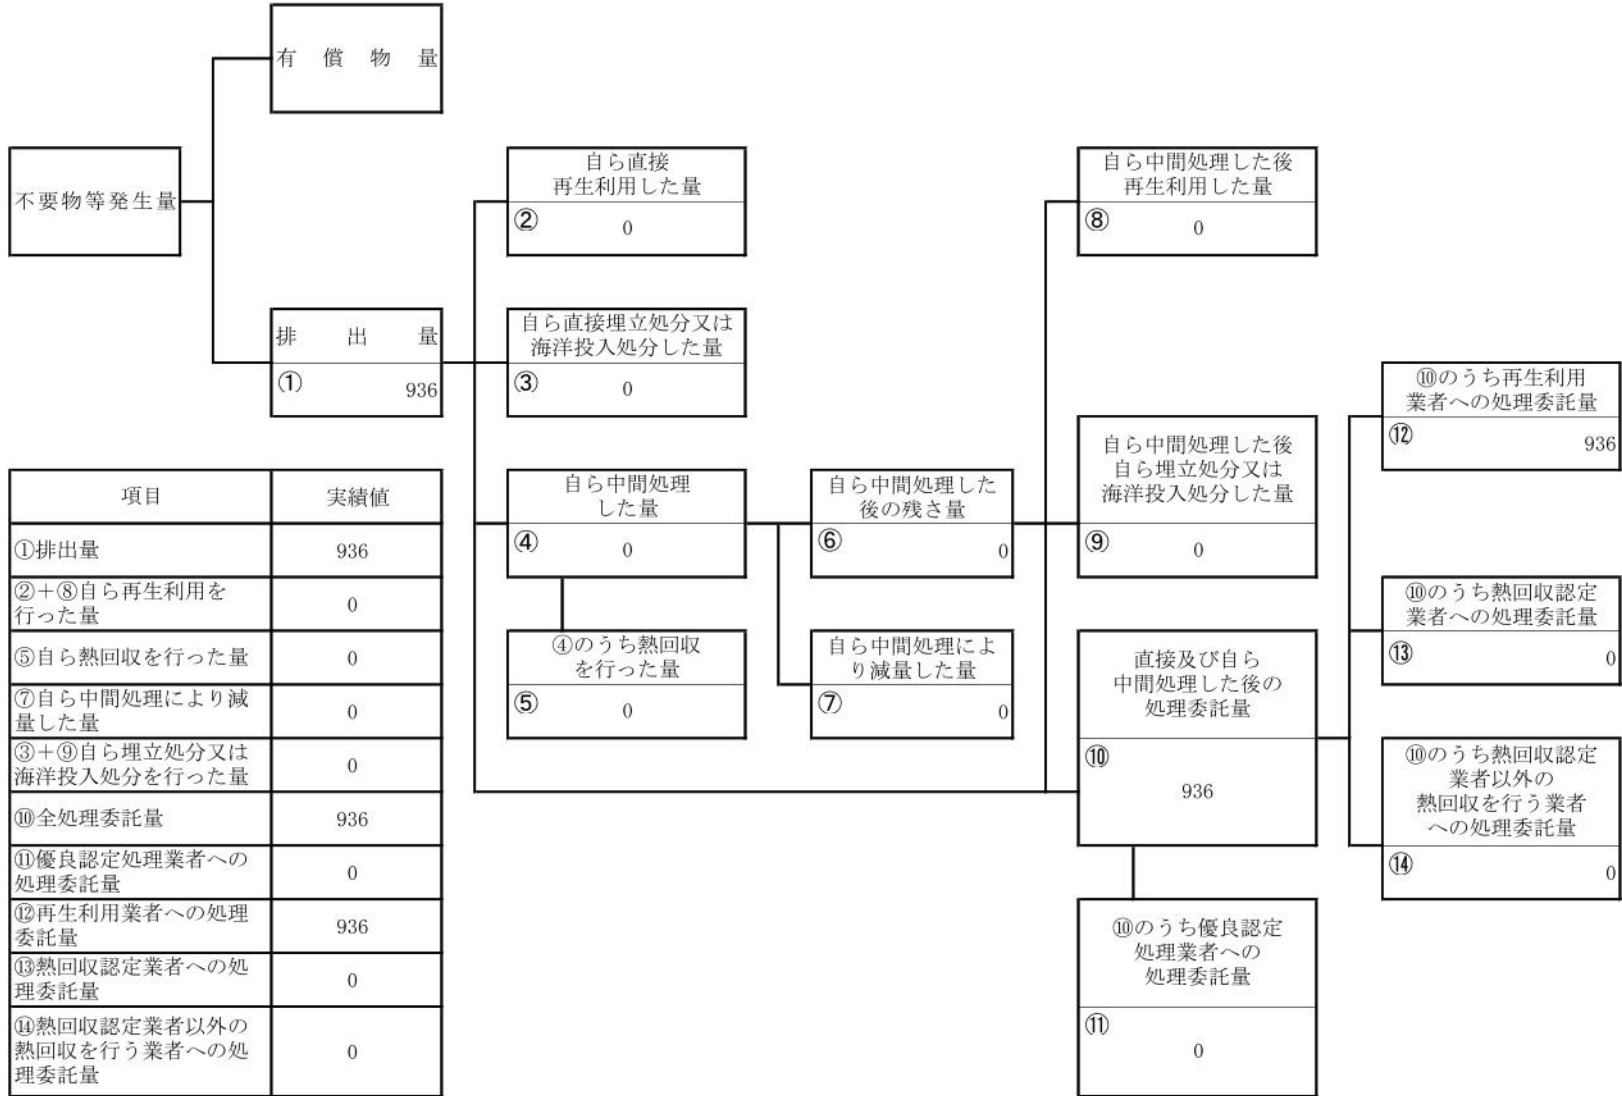 有償物量
不要物等発生量
排出量
①
936
自ら直接
再生利用した量
②
0
自ら直接埋立処分又は
海洋投入処分した量
③
0
自ら中間処理
した量
④
0
④のうち熱回収
を行った量
⑤
0
自ら中間処理した
後の残さ量
⑥
0
自ら中間処理によ
り減量した量
⑦
0
自ら中間処理した後
再生利用した量
⑧
0
自ら中間処理した後
自ら埋立処分又は
海洋投入処分した量
⑨
0
直接及び自ら
中間処理した後の
処理委託量
⑩
936
⑩のうち優良認定
処理業者への
処理委託量
⑪
0
⑩のうち再生利用
業者への処理委託量
⑫
936
⑩のうち熱回収認定
業者への処理委託量
⑬
0
⑩のうち熱回収認定
業者以外の
熱回収を行う業者
への処理委託量
⑭
0
項目 実績値
①排出量 936
②＋⑧自ら再生利用を
行った量 0
⑤自ら熱回収を行った量 0
⑦自ら中間処理により減
量した量 0
③＋⑨自ら埋立処分又は
海洋投入処分を行った量 0
⑩全処理委託量 936
⑪優良認定処理業者への
処理委託量 0
⑫再生利用業者への処理
委託量 936
⑬熱回収認定業者への処
理委託量 0
⑭熱回収認定業者以外の
熱回収を行う業者への処
理委託量 0